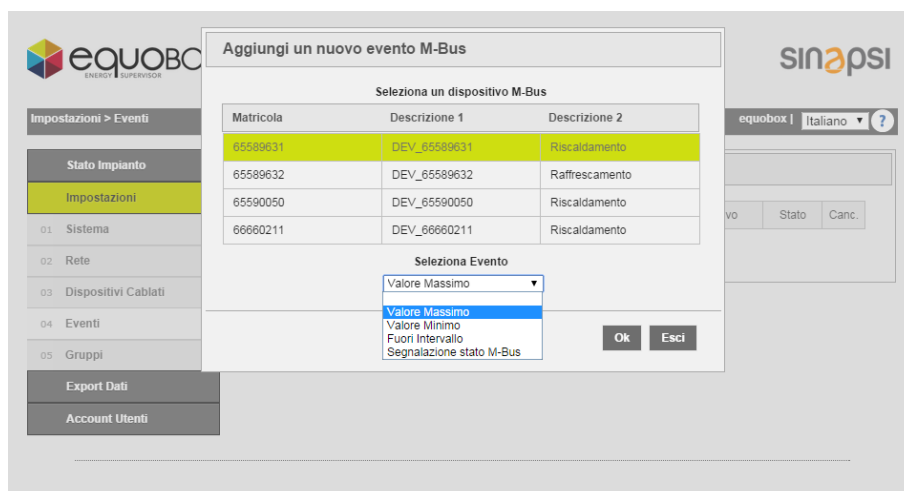 equobo
ENERGY SUPERVISOR
sinapsi
Aggiungi un nuovo evento M-Bus
Impostazioni > Eventi
equobox | Italiano ?
Stato Impianto
Impostazioni
01 Sistema
02 Rete
03 Dispositivi Cablati
04 Eventi
05 Gruppi
Export Dati
Account Utenti
Seleziona un dispositivo M-Bus
Matricola Descrizione 1 Descrizione 2
65589631 DEV_65589631 Riscaldamento
65589632 DEV_65589632 Raffrescamento
65590050 DEV_65590050 Riscaldamento
66660211 DEV_66660211 Riscaldamento
Seleziona Evento
Valore Massimo
Valore Massimo
Valore Minimo
Fuori Intervallo
Segnalazione stato M-Bus
Ok Esci
vo Stato Canc.